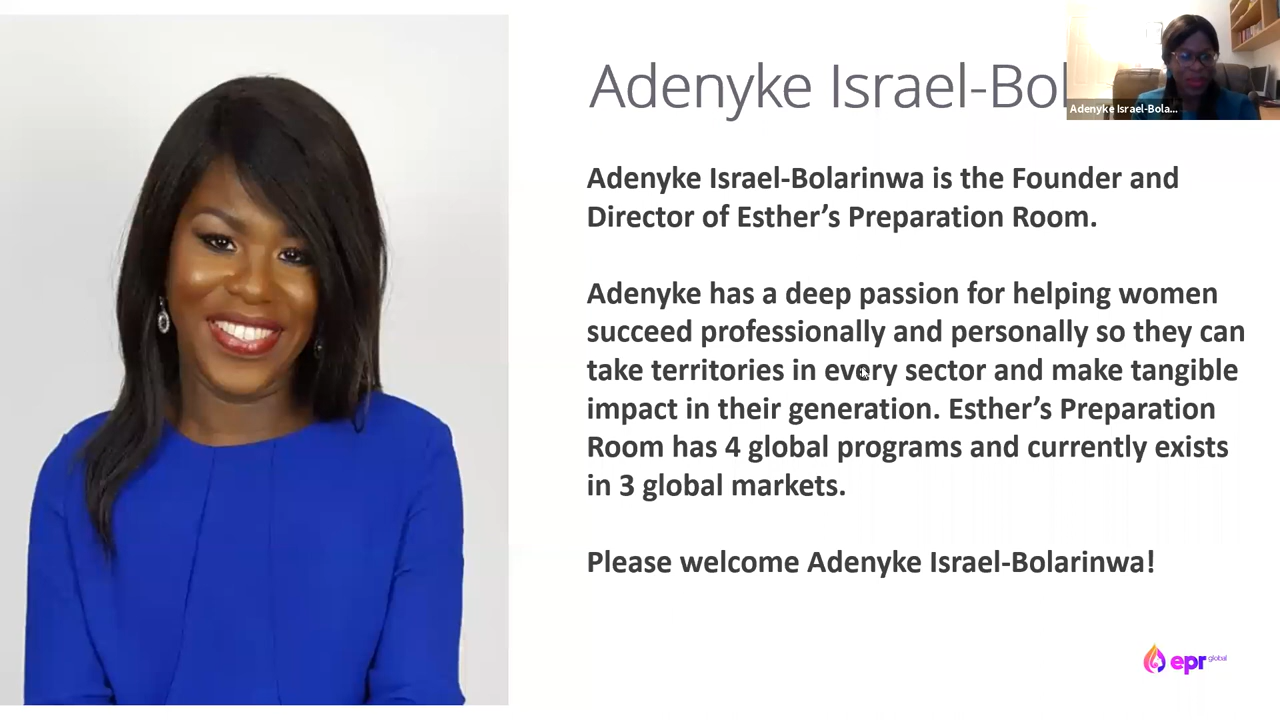 Adenyke Israel-Bol
Adenyke Israel-Bola...
Adenyke Israel-Bolarinwa is the Founder and
Director of Esther’s Preparation Room.
Adenyke has a deep passion for helping women
succeed professionally and personally so they can
take territories in every sector and make tangible
impact in their generation. Esther’s Preparation
Room has 4 global programs and currently exists
in 3 global markets.
Please welcome Adenyke Israel-Bolarinwa!
epr global